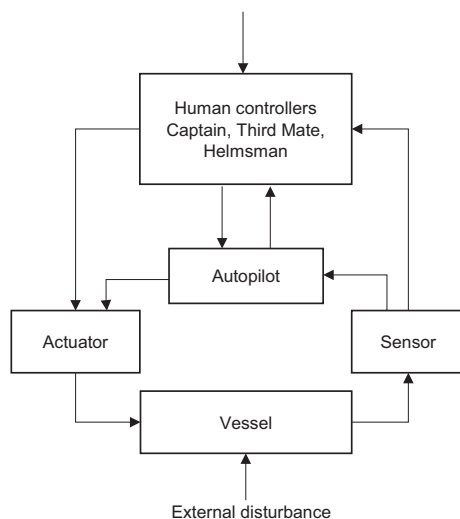 Human controllers
Captain, Third Mate,
Helmsman
Autopilot
Actuator
Sensor
Vessel
External disturbance